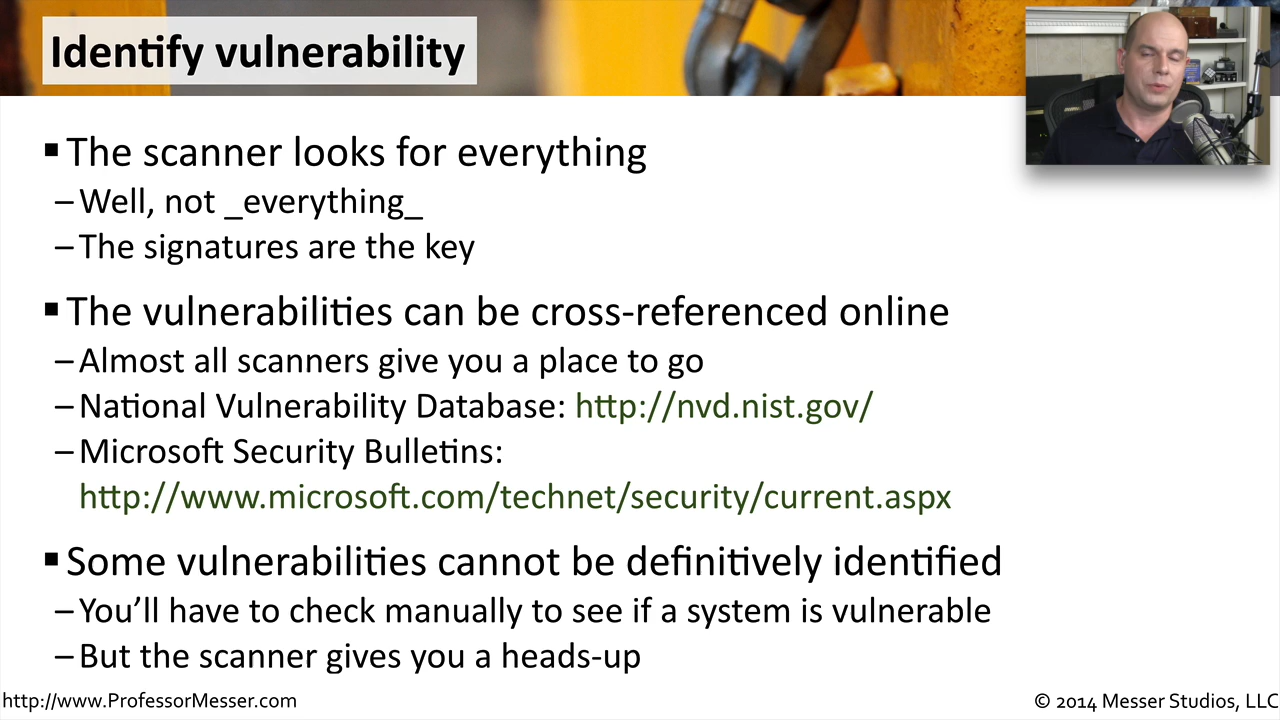 Identify vulnerability
▪ The scanner looks for everything
– Well, not _everything_
– The signatures are the key
▪ The vulnerabilities can be cross-referenced online
– Almost all scanners give you a place to go
– National Vulnerability Database: http://nvd.nist.gov/
– Microsoft Security Bulletins:
http://www.microsoft.com/technet/security/current.aspx
▪ Some vulnerabilities cannot be definitively identified
– You’ll have to check manually to see if a system is vulnerable
– But the scanner gives you a heads-up
http://www.ProfessorMesser.com
© 2014 Messer Studios, LLC